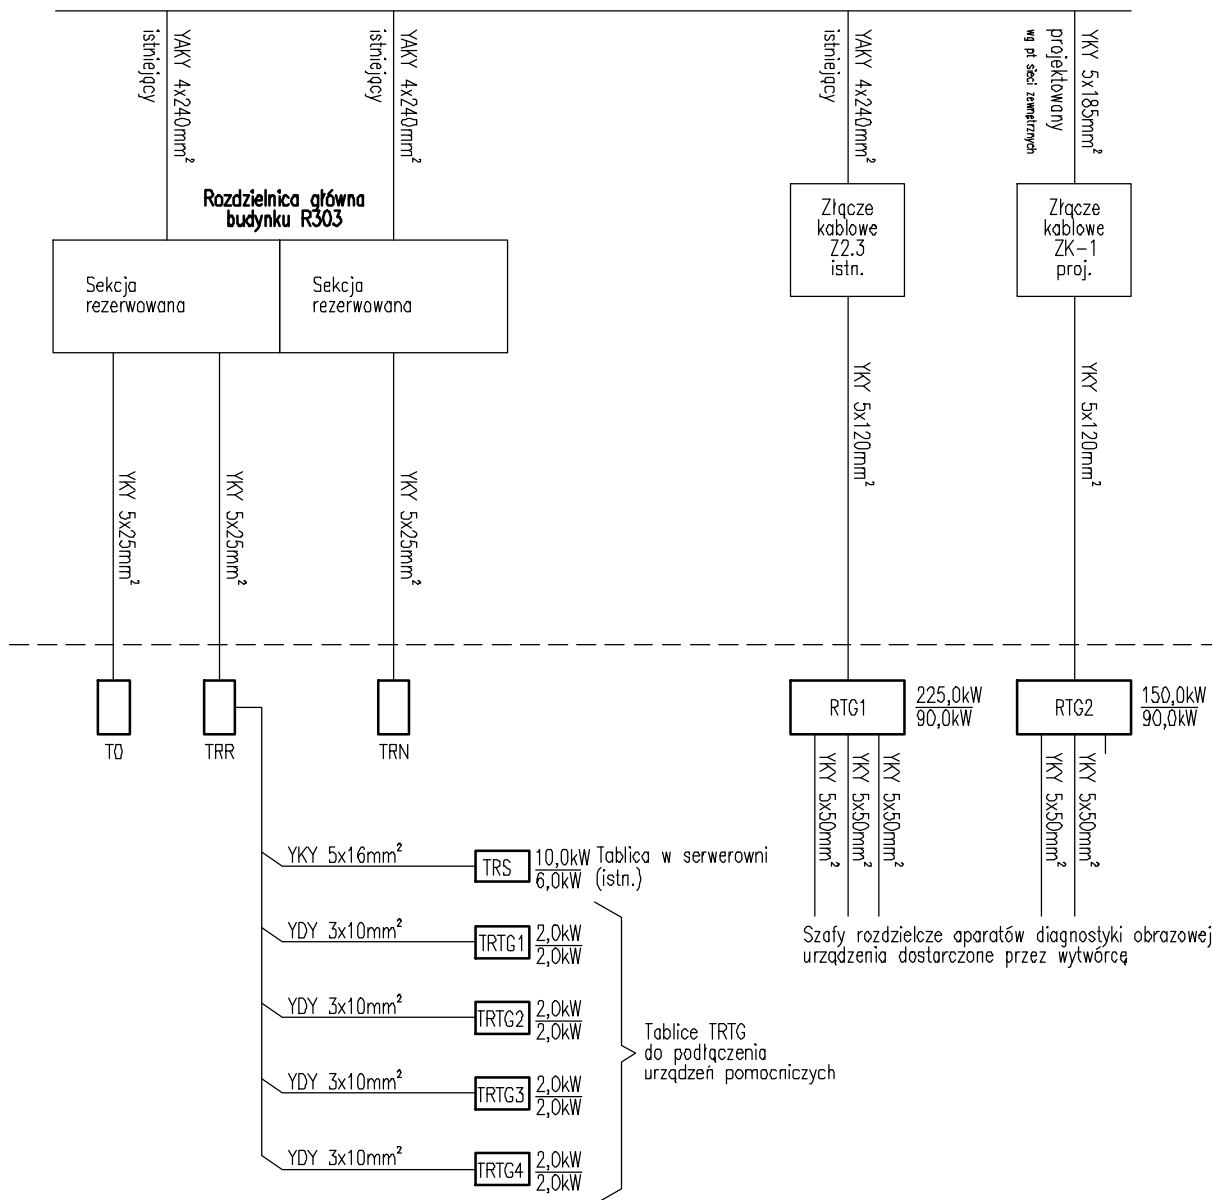 YAKY 4x240mm²
istniejący
YAKY 4x240mm²
istniejący
YAKY 4x240mm²
istniejący
YKY 5x185mm²
projektowany
wg pt sieci zewnętrznych
Rozdzielnica główna
budynku R303
Sekcja
rezerwowana
Sekcja
rezerwowana
Złącze
kablowe
Z2.3
istn.
Złącze
kablowe
ZK-1
proj.
YKY 5x120mm²
YKY 5x120mm²
YKY 5x25mm²
YKY 5x25mm²
YKY 5x25mm²
TO
TRR
TRN
RTG1
225,0kW
90,0kW
RTG2
150,0kW
90,0kW
YKY 5x50mm²
YKY 5x50mm²
YKY 5x50mm²
YKY 5x50mm²
YKY 5x50mm²
YKY 5x16mm²
TRS
10,0kW
6,0kW
Tablica w serwerowni
(istn.)
YDY 3x10mm²
TRTG1
2,0kW
2,0kW
Szafy rozdzielcze aparatów diagnostyki obrazowej
urządzenia dostarczone przez wytwórcę
YDY 3x10mm²
TRTG2
2,0kW
2,0kW
Tablice TRTG
do podłączenia
urządzeń pomocniczych
YDY 3x10mm²
TRTG3
2,0kW
2,0kW
YDY 3x10mm²
TRTG4
2,0kW
2,0kW